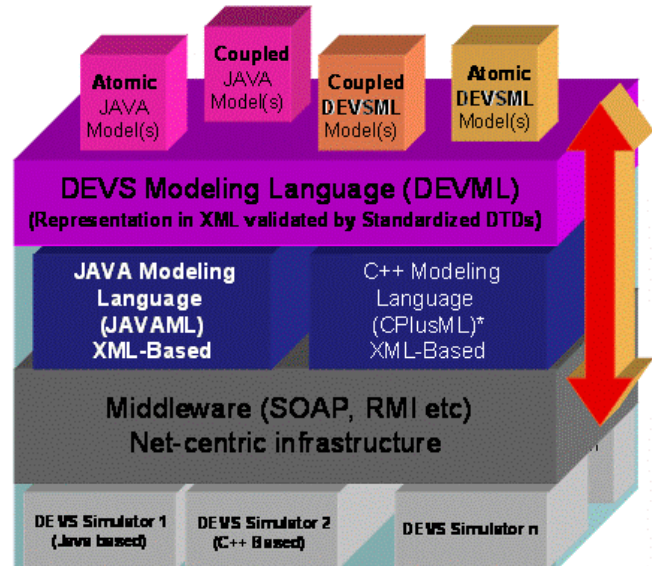 Atomic
JAVA
Model(s)
Coupled
JAVA
Model(s)
Coupled
DEVSML
Model(s)
Atomic
DEVSML
Model(s)
DEVS Modeling Language (DEVML)
(Representation in XML validated by Standardized DTDs)
JAVA Modeling
Language
(JAVAML)
XML-Based
C++ Modeling
Language
(CPlusML)*
XML-Based
Middleware (SOAP, RMI etc)
Net-centric infrastructure
DEVS Simulator 1
(Java based)
DEVS Simulator 2
(C++ Based)
DEVS Simulator n